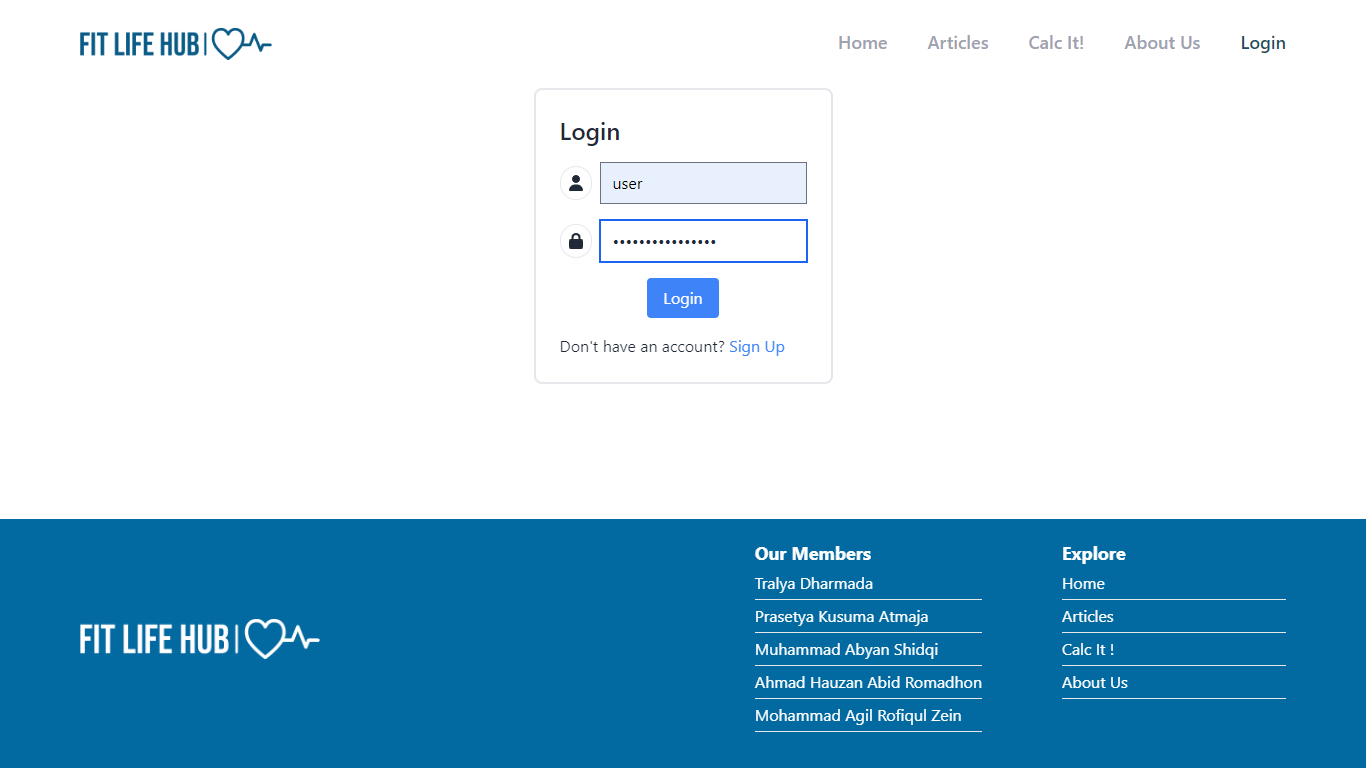 FIT LIFE HUB
Home Articles Calc It! About Us Login
Login
user
••••••••••••••••
Login
Don't have an account? Sign Up
FIT LIFE HUB
Our Members
Tralya Dharmada
Prasetya Kusuma Atmaja
Muhammad Abyan Shidqi
Ahmad Hauzan Abid Romadhon
Mohammad Agil Rofiqul Zein
Explore
Home
Articles
Calc It !
About Us